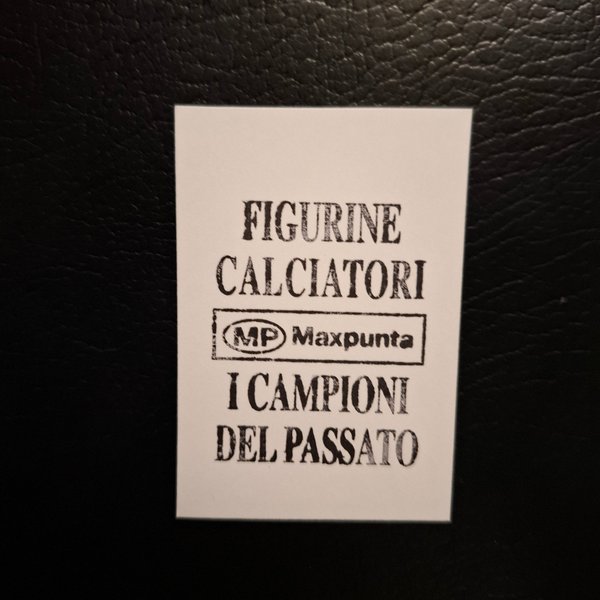 FIGURINE
CALCIATORI
MP Maxpunta
I CAMPIONI
DEL PASSATO